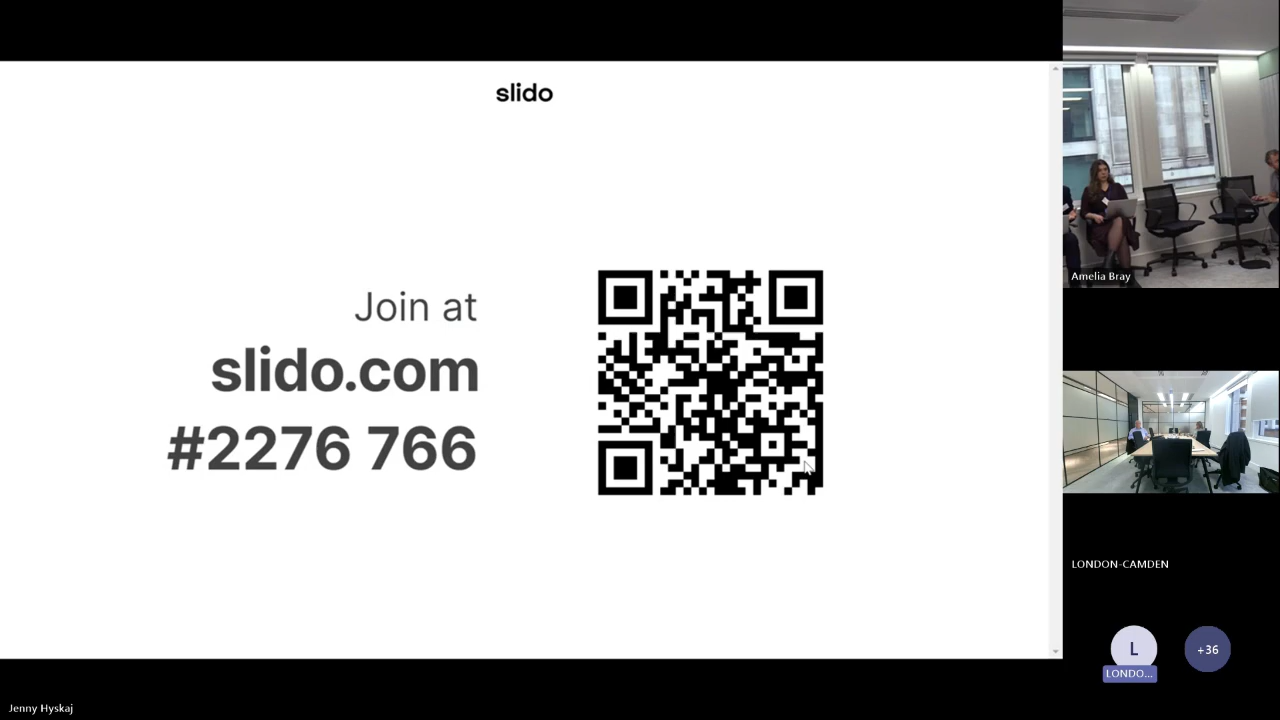 slido
Join at
slido.com
#2276 766
Amelia Bray
LONDON-CAMDEN
L
LONDO...
+36
Jenny Hyskaj